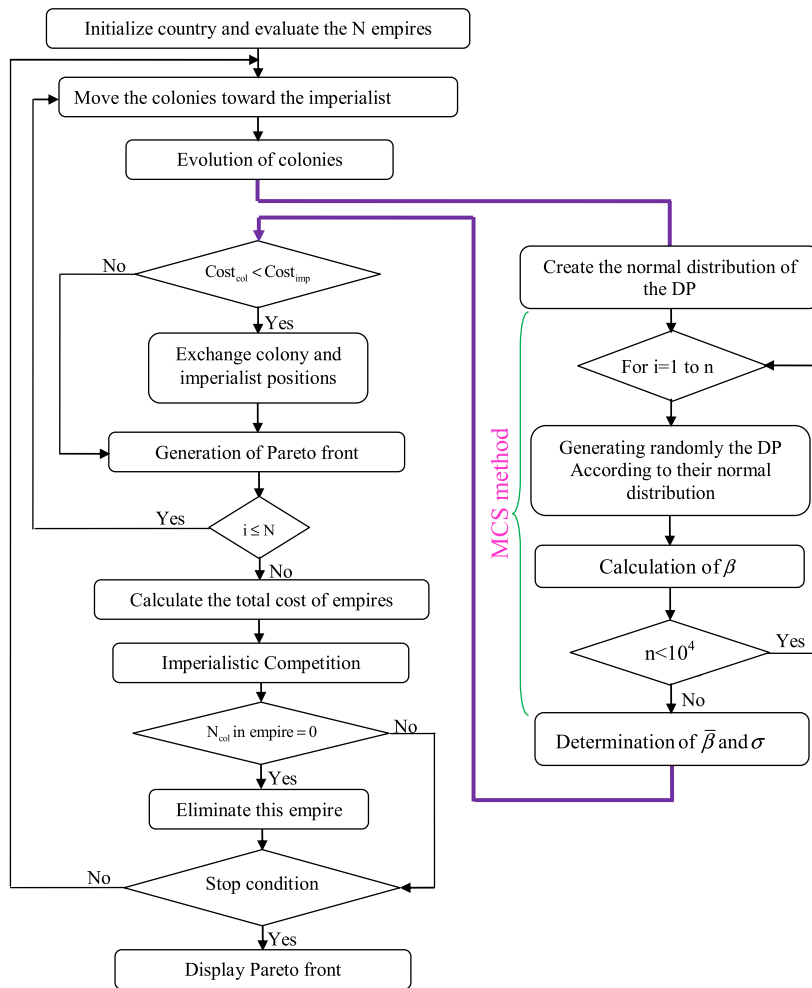 Initialize country and evaluate the N empires
Move the colonies toward the imperialist
Evolution of colonies
No
Cost_col < Cost_imp
Yes
Exchange colony and
imperialist positions
Generation of Pareto front
Yes
i ≤ N
No
Calculate the total cost of empires
Imperialistic Competition
N_col in empire = 0
No
Yes
Eliminate this empire
No
Stop condition
Yes
Display Pareto front
Create the normal distribution of
the DP
For i=1 to n
MCS method
Generating randomly the DP
According to their normal
distribution
Calculation of β
n<10⁴
Yes
No
Determination of β̅ and σ